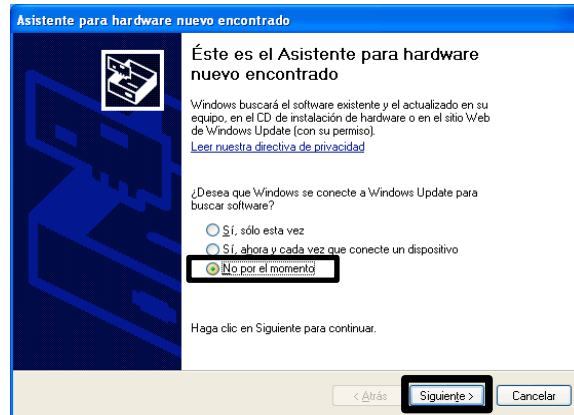 Asistente para hardware nuevo encontrado
Éste es el Asistente para hardware
nuevo encontrado
Windows buscará el software existente y el actualizado en su
equipo, en el CD de instalación de hardware o en el sitio Web
de Windows Update (con su permiso).
Leer nuestra directiva de privacidad
¿Desea que Windows se conecte a Windows Update para
buscar software?
Sí, sólo esta vez
Sí, ahora y cada vez que conecte un dispositivo
No por el momento
Haga clic en Siguiente para continuar.
< Atrás
Siguiente >
Cancelar